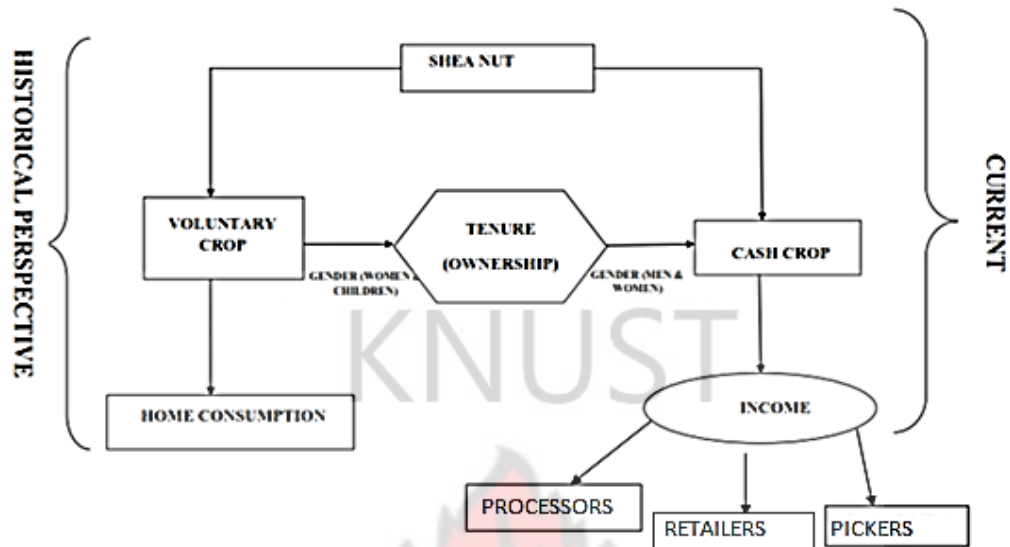 HISTORICAL PERSPECTIVE
SHEA NUT
CURRENT
VOLUNTARY
CROP
TENURE
(OWNERSHIP)
CASH CROP
GENDER (WOMEN &
CHILDREN)
GENDER (MEN &
WOMEN)
KNUST
HOME CONSUMPTION
INCOME
PROCESSORS
RETAILERS
PICKERS